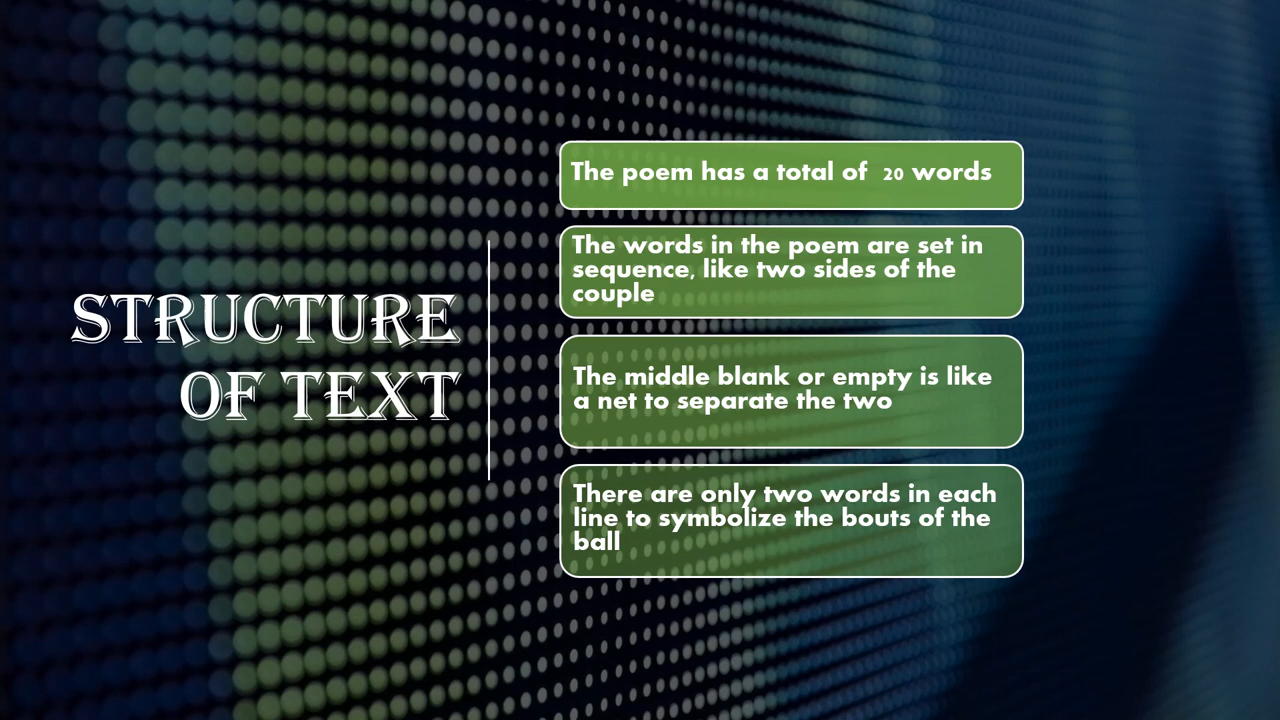 STRUCTURE
OF TEXT
The poem has a total of  20 words
The words in the poem are set in
sequence, like two sides of the
couple
The middle blank or empty is like
a net to separate the two
There are only two words in each
line to symbolize the bouts of the
ball